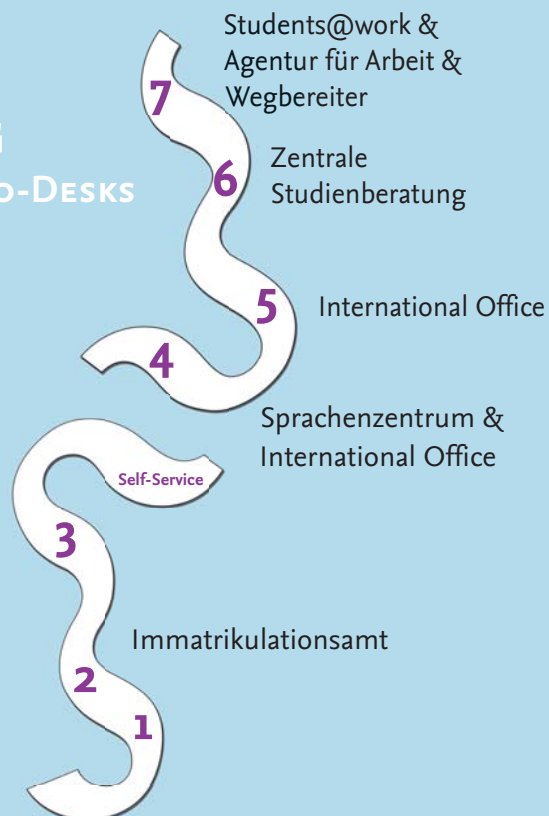 Students@work &
Agentur für Arbeit &
Wegbereiter
7
-DESKS
6
Zentrale
Studienberatung
5
International Office
4
Sprachenzentrum &
International Office
Self-Service
3
Immatrikulationsamt
2
1